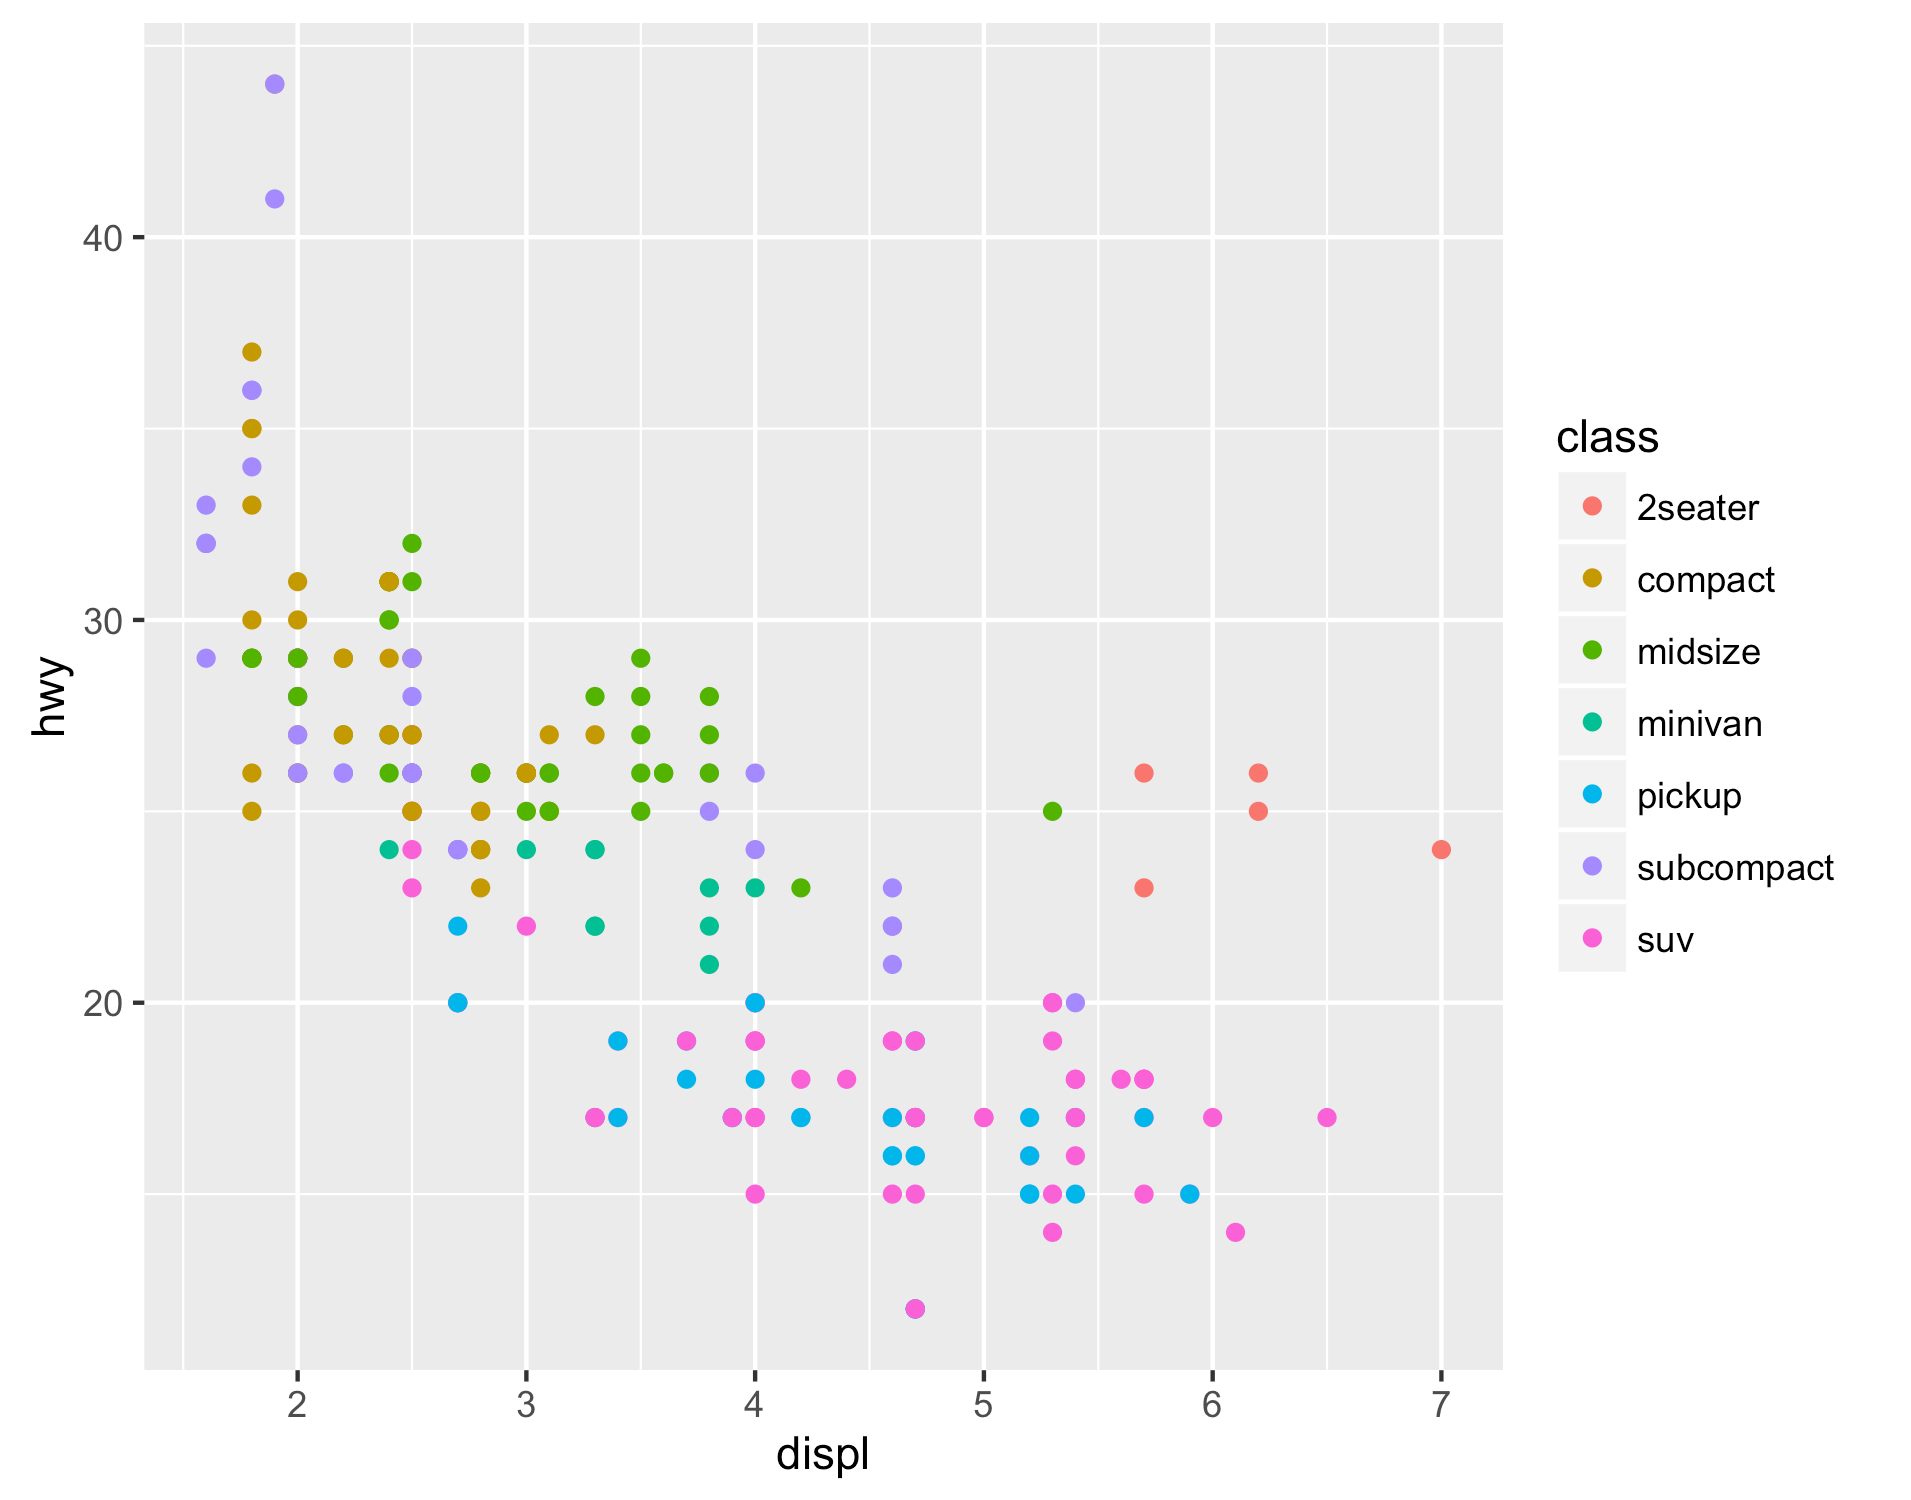 hwy
40
30
20
2 3 4 5 6 7
displ
class
2seater
compact
midsize
minivan
pickup
subcompact
suv